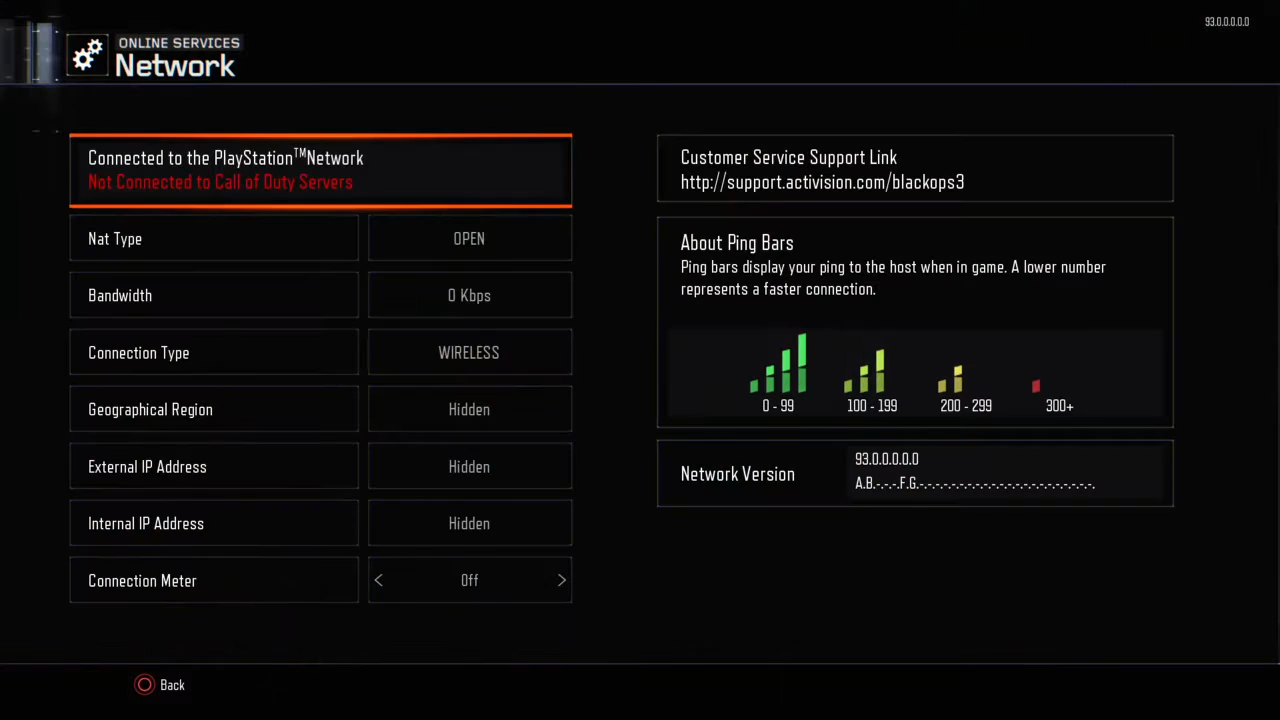 93.0.0.0.0.0
ONLINE SERVICES
Network
Connected to the PlayStation™Network
Not Connected to Call of Duty Servers
Nat Type
OPEN
Bandwidth
0 Kbps
Connection Type
WIRELESS
Geographical Region
Hidden
External IP Address
Hidden
Internal IP Address
Hidden
Connection Meter
< Off >
Customer Service Support Link
http://support.activision.com/blackops3
About Ping Bars
Ping bars display your ping to the host when in game. A lower number
represents a faster connection.
0 - 99 100 - 199 200 - 299 300+
Network Version
93.0.0.0.0.0
A.B.-.-.-.F.G.-.-.-.-.-.-.-.-.-.-.-.-.-.-.-.-.-.-.-.-.-.
Back